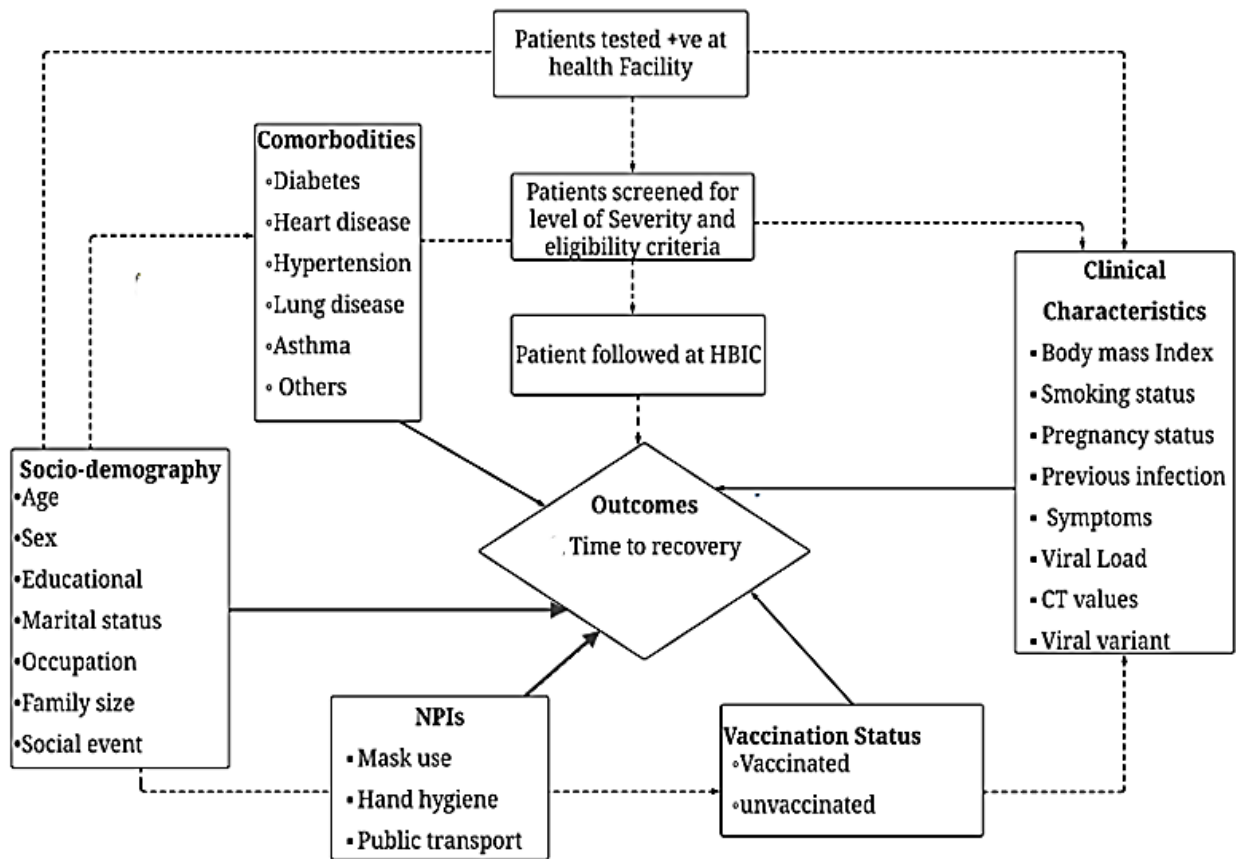 Patients tested +ve at
health Facility
Comorbodities
◦Diabetes
◦Heart disease
◦Hypertension
◦Lung disease
◦Asthma
◦ Others
Patients screened for
level of Severity and
eligibility criteria
Patient followed at HBIC
Clinical
Characteristics
▪ Body mass Index
▪ Smoking status
▪ Pregnancy status
▪ Previous infection
▪ Symptoms
▪ Viral Load
▪ CT values
▪ Viral variant
Socio-demography
•Age
•Sex
•Educational
•Marital status
•Occupation
•Family size
•Social event
Outcomes
Time to recovery
NPIs
▪ Mask use
▪ Hand hygiene
▪ Public transport
Vaccination Status
◦Vaccinated
◦unvaccinated